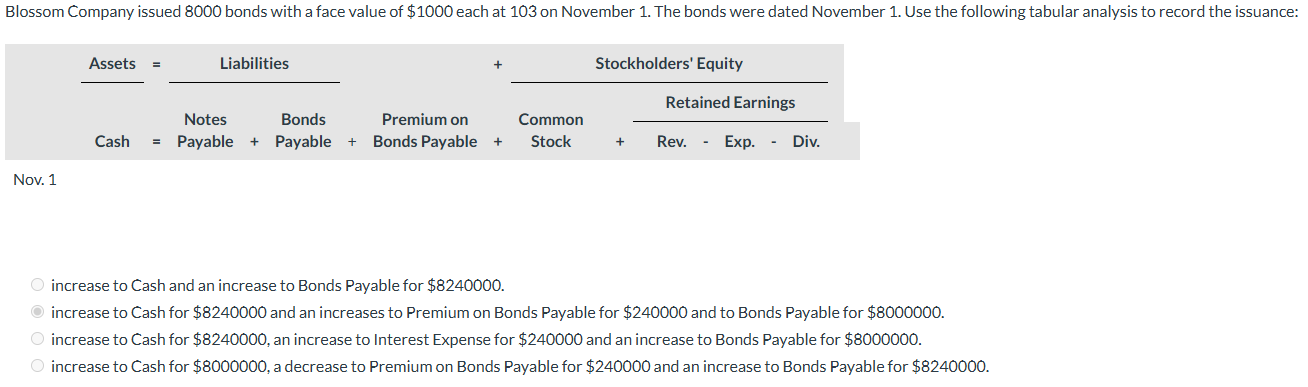 Blossom Company issued 8000 bonds with a face value of $1000 each at 103 on November 1. The bonds were dated November 1. Use the following tabular analysis to record the issuance:
Assets = Liabilities + Stockholders' Equity
Retained Earnings
Notes Bonds Premium on Common
Cash = Payable + Payable + Bonds Payable + Stock + Rev. - Exp. - Div.
Nov. 1
increase to Cash and an increase to Bonds Payable for $8240000.
increase to Cash for $8240000 and an increases to Premium on Bonds Payable for $240000 and to Bonds Payable for $8000000.
increase to Cash for $8240000, an increase to Interest Expense for $240000 and an increase to Bonds Payable for $8000000.
increase to Cash for $8000000, a decrease to Premium on Bonds Payable for $240000 and an increase to Bonds Payable for $8240000.